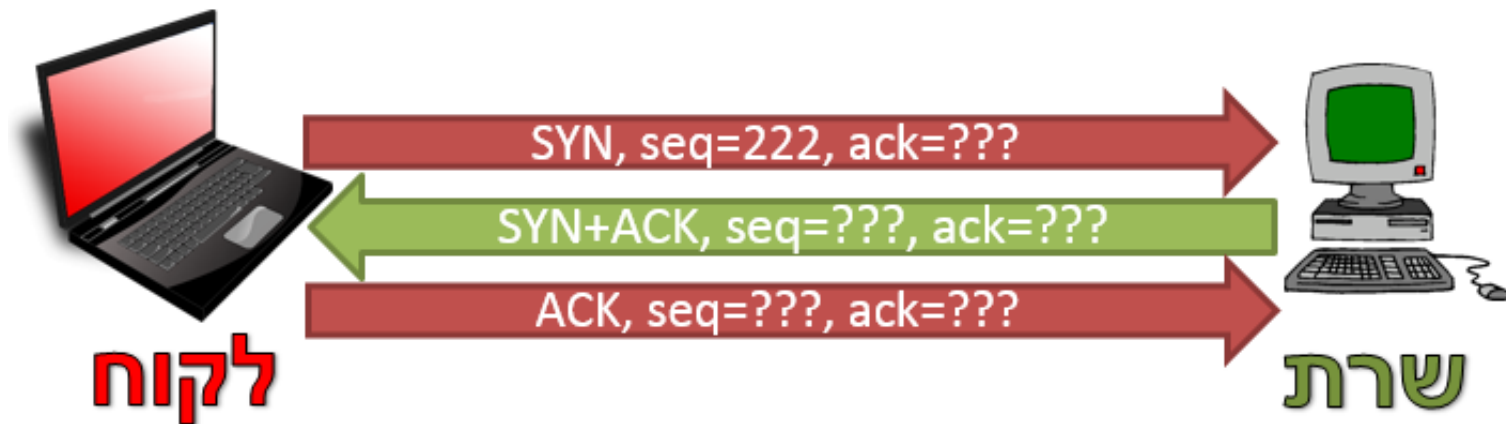 SYN, seq=222, ack=???
SYN+ACK, seq=???, ack=???
ACK, seq=???, ack=???
לקוח
שרת